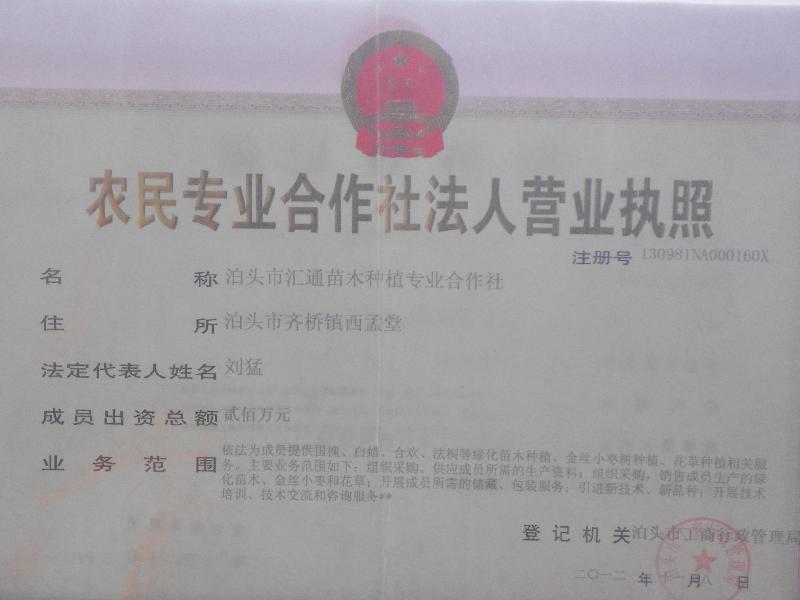 农民专业合作社法人营业执照
注册号 130981NA000160X
名称 泊头市汇通苗木种植专业合作社
住所 泊头市齐桥镇西孟堂
法定代表人姓名 刘猛
成员出资总额 贰佰万元
业务范围 依法为成员提供国槐、白蜡、合欢、法桐等绿化苗木种植、金丝小枣树种植、花草种植相关服
务。主要业务范围如下：组织采购、供应成员所需的生产资料；组织采购，销售成员生产的绿
化苗木、金丝小枣和花草；开展成员所需的储藏、包装服务；引进新技术、新品种；开展技术
培训、技术交流和咨询服务**
登记机关 泊头市工商行政管理局
二〇一二年十一月八日